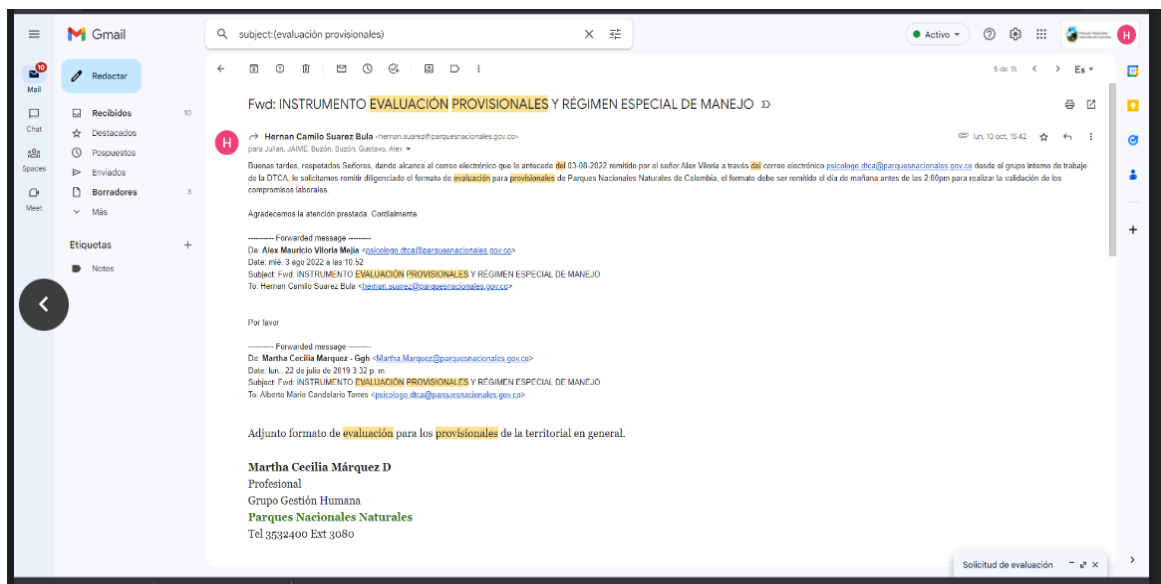 Gmail
subject:(evaluación provisionales)
Activo
H
10
Mail
Redactar
5 de 15
Es
Chat
Recibidos 10
Destacados
Spaces
Pospuestos
Enviados
Meet
Borradores 3
Más
Etiquetas +
Notes
Fwd: INSTRUMENTO EVALUACIÓN PROVISIONALES Y RÉGIMEN ESPECIAL DE MANEJO
H
Hernan Camilo Suarez Bula <hernan.suarez@parquesnacionales.gov.co>
lun, 10 oct, 15:42
para Julian, JAIME, Buzón, Buzón, Gustavo, Alex
Buenas tardes, respetados Señores, dando alcance al correo electrónico que le antecede del 03-08-2022 remitido por el señor Alex Viloria a través del correo electrónico psicologo.dtca@parquesnacionales.gov.co desde el grupo interno de trabajo
de la DTCA, le solicitamos remitir diligenciado el formato de evaluación para provisionales de Parques Nacionales Naturales de Colombia, el formato debe ser remitido el día de mañana antes de las 2:00pm para realizar la validación de los
compromisos laborales.
Agradecemos la atención prestada. Cordialmente
---------- Forwarded message ---------
De: Alex Mauricio Viloria Mejia <psicologo.dtca@parquesnacionales.gov.co>
Date: mié, 3 ago 2022 a las 10:52
Subject: Fwd: INSTRUMENTO EVALUACIÓN PROVISIONALES Y RÉGIMEN ESPECIAL DE MANEJO
To: Hernan Camilo Suarez Bula <hernan.suarez@parquesnacionales.gov.co>
Por favor
---------- Forwarded message ---------
De: Martha Cecilia Marquez - Ggh <Martha.Marquez@parquesnacionales.gov.co>
Date: lun., 22 de julio de 2019 3:32 p. m.
Subject: Fwd: INSTRUMENTO EVALUACIÓN PROVISIONALES Y RÉGIMEN ESPECIAL DE MANEJO
To: Alberto Mario Candelario Torres <psicologo.dtca@parquesnacionales.gov.co>
Adjunto formato de evaluación para los provisionales de la territorial en general.
Martha Cecilia Márquez D
Profesional
Grupo Gestión Humana
Parques Nacionales Naturales
Tel 3532400 Ext 3080
Solicitud de evaluación